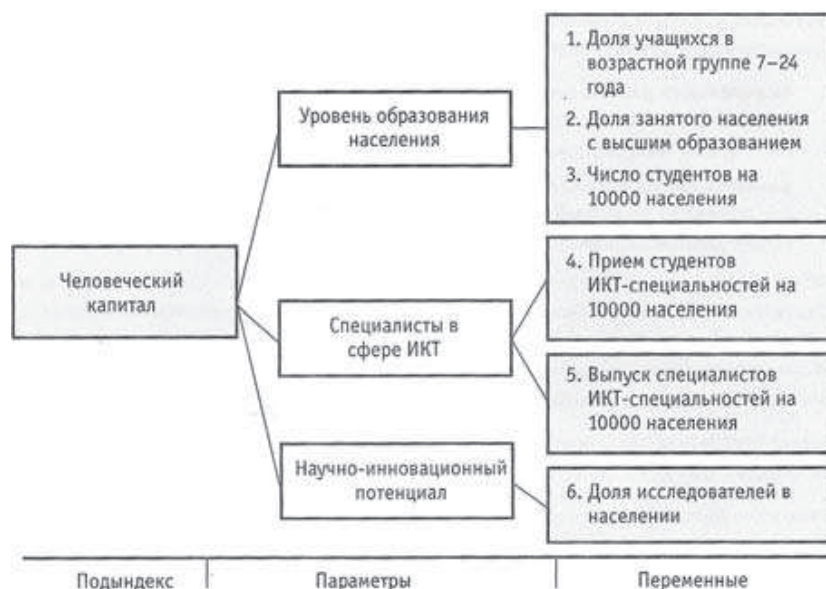 1. Доля учащихся в
возрастной группе 7–24
года
2. Доля занятого населения
с высшим образованием
3. Число студентов на
10000 населения
Уровень образования
населения
Человеческий
капитал
4. Прием студентов
ИКТ-специальностей на
10000 населения
Специалисты в
сфере ИКТ
5. Выпуск специалистов
ИКТ-специальностей на
10000 населения
Научно-инновационный
потенциал
6. Доля исследователей в
населении
Подындекс
Параметры
Переменные